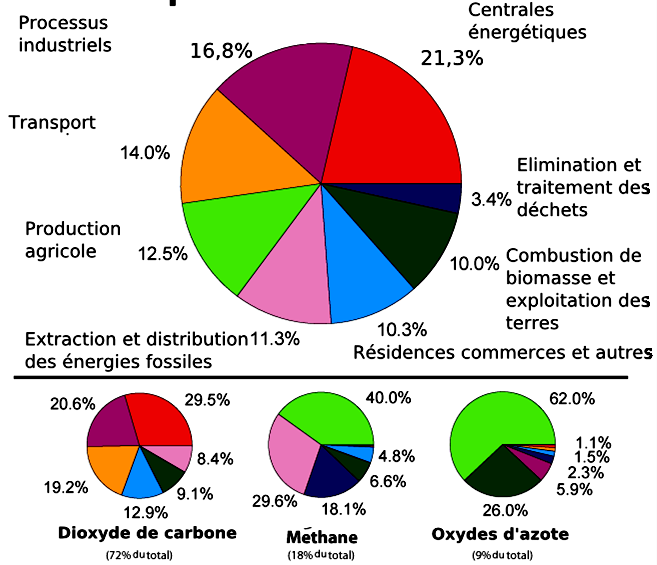 Processus
industriels
16,8%
Centrales
énergétiques
21,3%
Transport
14.0%
Elimination et
traitement des
déchets
3.4%
Production
agricole
12.5%
10.0%
Combustion de
biomasse et
exploitation des
terres
Extraction et distribution
des énergies fossiles
11.3%
10.3%
Résidences commerces et autres
20.6%
29.5%
8.4%
9.1%
12.9%
19.2%
Dioxyde de carbone
(72% du total)
40.0%
4.8%
6.6%
18.1%
29.6%
Méthane
(18% du total)
62.0%
1.1%
1.5%
2.3%
5.9%
26.0%
Oxydes d'azote
(9% du total)